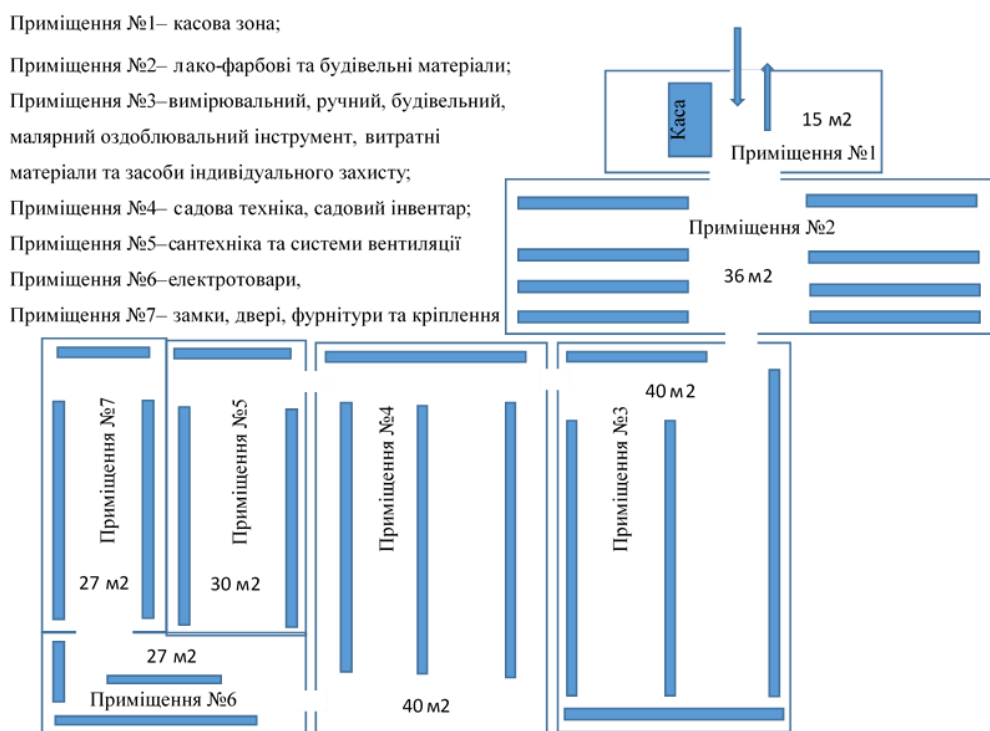 Приміщення №1– касова зона;
Приміщення №2– лако-фарбові та будівельні матеріали;
Приміщення №3–вимірювальний, ручний, будівельний,
малярний оздоблювальний інструмент, витратні
матеріали та засоби індивідуального захисту;
Приміщення №4– садова техніка, садовий інвентар;
Приміщення №5–сантехніка та системи вентиляції
Приміщення №6–електротовари,
Приміщення №7– замки, двері, фурнітури та кріплення
Каса
15 м2
Приміщення №1
Приміщення №2
36 м2
Приміщення №7
27 м2
Приміщення №5
30 м2
Приміщення №4
40 м2
40 м2
Приміщення №3
27 м2
Приміщення №6